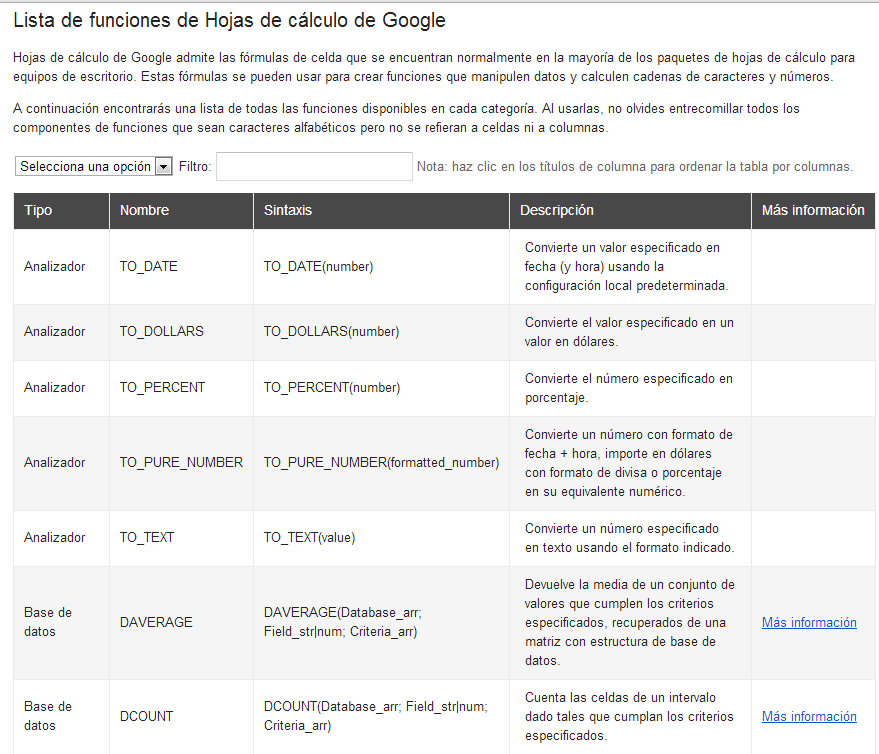 Lista de funciones de Hojas de cálculo de Google
Hojas de cálculo de Google admite las fórmulas de celda que se encuentran normalmente en la mayoría de los paquetes de hojas de cálculo para
equipos de escritorio. Estas fórmulas se pueden usar para crear funciones que manipulen datos y calculen cadenas de caracteres y números.
A continuación encontrarás una lista de todas las funciones disponibles en cada categoría. Al usarlas, no olvides entrecomillar todos los
componentes de funciones que sean caracteres alfabéticos pero no se refieran a celdas ni a columnas.
Selecciona una opción Filtro: Nota: haz clic en los títulos de columna para ordenar la tabla por columnas.
Tipo Nombre Sintaxis Descripción Más información
Analizador TO_DATE TO_DATE(number)
Convierte un valor especificado en
fecha (y hora) usando la
configuración local predeterminada.
Analizador TO_DOLLARS TO_DOLLARS(number)
Convierte el valor especificado en un
valor en dólares.
Analizador TO_PERCENT TO_PERCENT(number)
Convierte el número especificado en
porcentaje.
Analizador TO_PURE_NUMBER TO_PURE_NUMBER(formatted_number)
Convierte un número con formato de
fecha + hora, importe en dólares
con formato de divisa o porcentaje
en su equivalente numérico.
Analizador TO_TEXT TO_TEXT(value)
Convierte un número especificado
en texto usando el formato indicado.
Base de
datos
DAVERAGE
DAVERAGE(Database_arr;
Field_str|num; Criteria_arr)
Devuelve la media de un conjunto de
valores que cumplen los criterios
especificados, recuperados de una
matriz con estructura de base de
datos.
Más información
Base de
datos
DCOUNT
DCOUNT(Database_arr; Field_str|num;
Criteria_arr)
Cuenta las celdas de un intervalo
dado tales que cumplan los criterios
especificados.
Más información